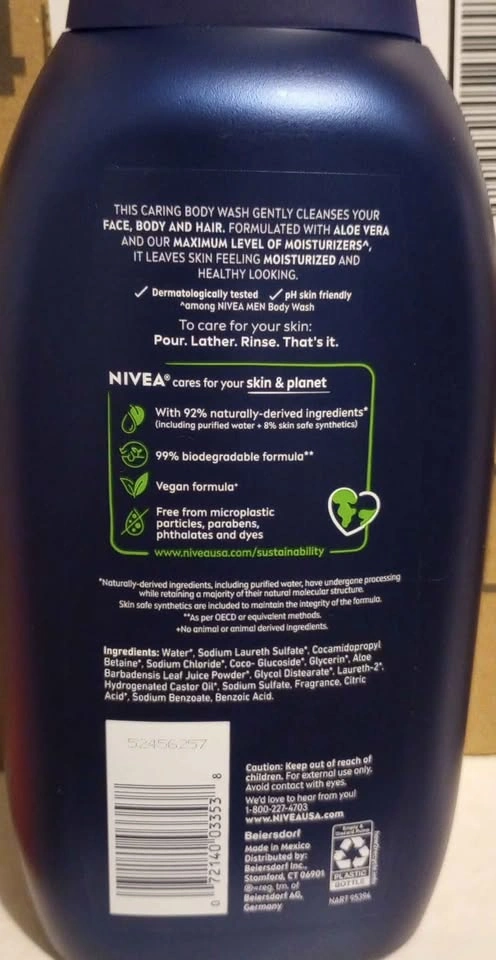 THIS CARING BODY WASH GENTLY CLEANSES YOUR
FACE, BODY AND HAIR. FORMULATED WITH ALOE VERA
AND OUR MAXIMUM LEVEL OF MOISTURIZERS^,
IT LEAVES SKIN FEELING MOISTURIZED AND
HEALTHY LOOKING.
✓ Dermatologically tested ✓ pH skin friendly
^among NIVEA MEN Body Wash
To care for your skin:
Pour. Lather. Rinse. That's it.
NIVEA® cares for your skin & planet
With 92% naturally-derived ingredients*
(including purified water + 8% skin safe synthetics)
99% biodegradable formula**
Vegan formula+
Free from microplastic
particles, parabens,
phthalates and dyes
www.niveausa.com/sustainability
*Naturally-derived ingredients, including purified water, have undergone processing
while retaining a majority of their natural molecular structure.
Skin safe synthetics are included to maintain the integrity of the formula.
**As per OECD or equivalent methods.
+No animal or animal derived ingredients.
Ingredients: Water*, Sodium Laureth Sulfate*, Cocamidopropyl
Betaine*, Sodium Chloride*, Coco- Glucoside*, Glycerin*, Aloe
Barbadensis Leaf Juice Powder*, Glycol Distearate*, Laureth-2*,
Hydrogenated Castor Oil*, Sodium Sulfate, Fragrance, Citric
Acid*, Sodium Benzoate, Benzoic Acid.
52456257
0 72140 03353 8
Caution: Keep out of reach of
children. For external use only.
Avoid contact with eyes.
We'd love to hear from you!
1-800-227-4703
www.NIVEAUSA.com
Beiersdorf
Made in Mexico
Distributed by:
Beiersdorf Inc.,
Stamford, CT 06901
®=reg. tm. of
Beiersdorf AG,
Germany
Empty &
Replace Pump
PLASTIC
BOTTLE
NART 95396